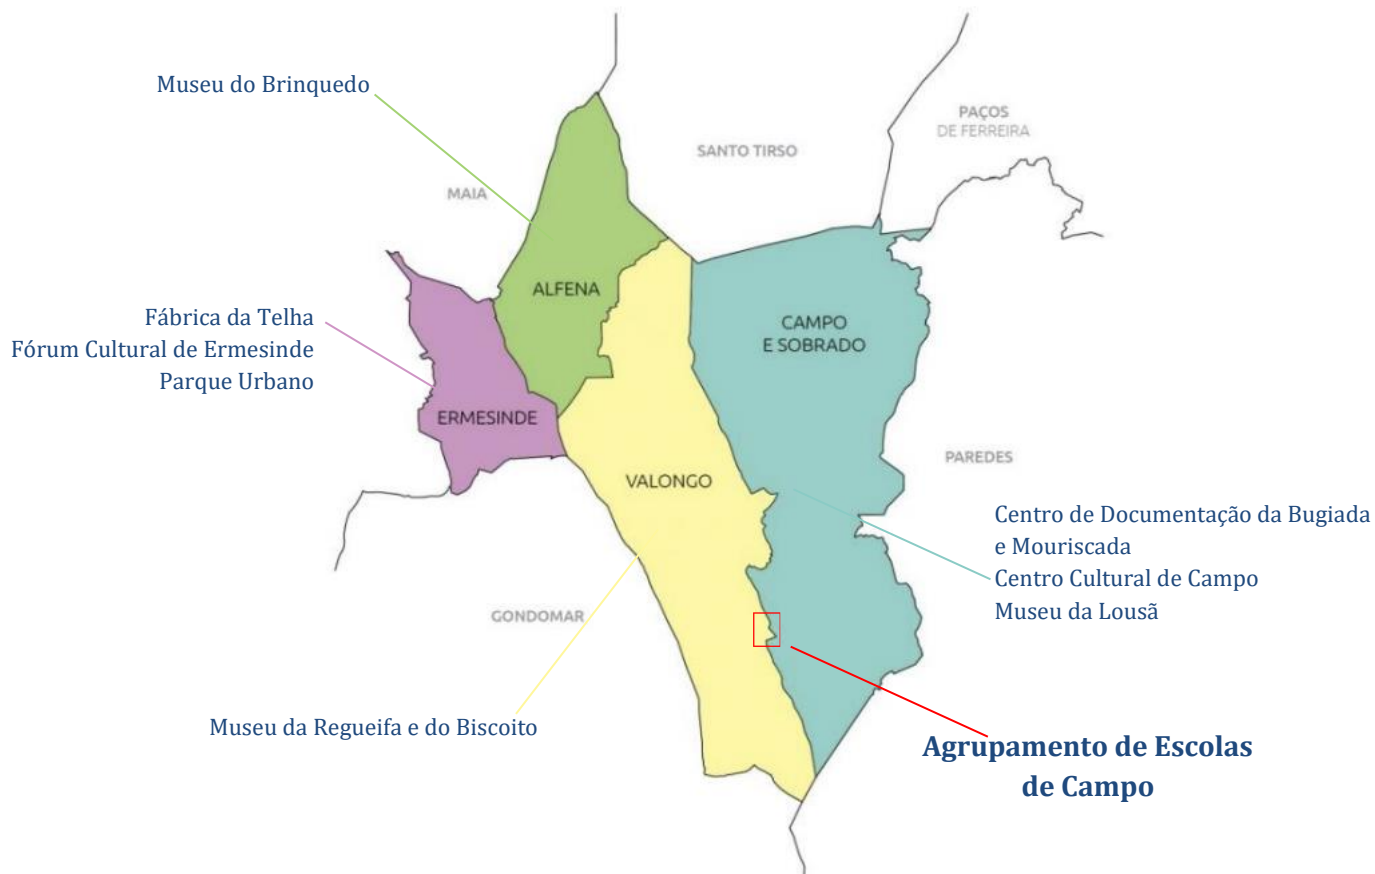 Museu do Brinquedo
PAÇOS
DE FERREIRA
SANTO TIRSO
MAIA
ALFENA
Fábrica da Telha
Fórum Cultural de Ermesinde
Parque Urbano
CAMPO
E SOBRADO
ERMESINDE
PAREDES
VALONGO
Centro de Documentação da Bugiada
e Mouriscada
Centro Cultural de Campo
Museu da Lousã
GONDOMAR
Museu da Regueifa e do Biscoito
Agrupamento de Escolas
de Campo